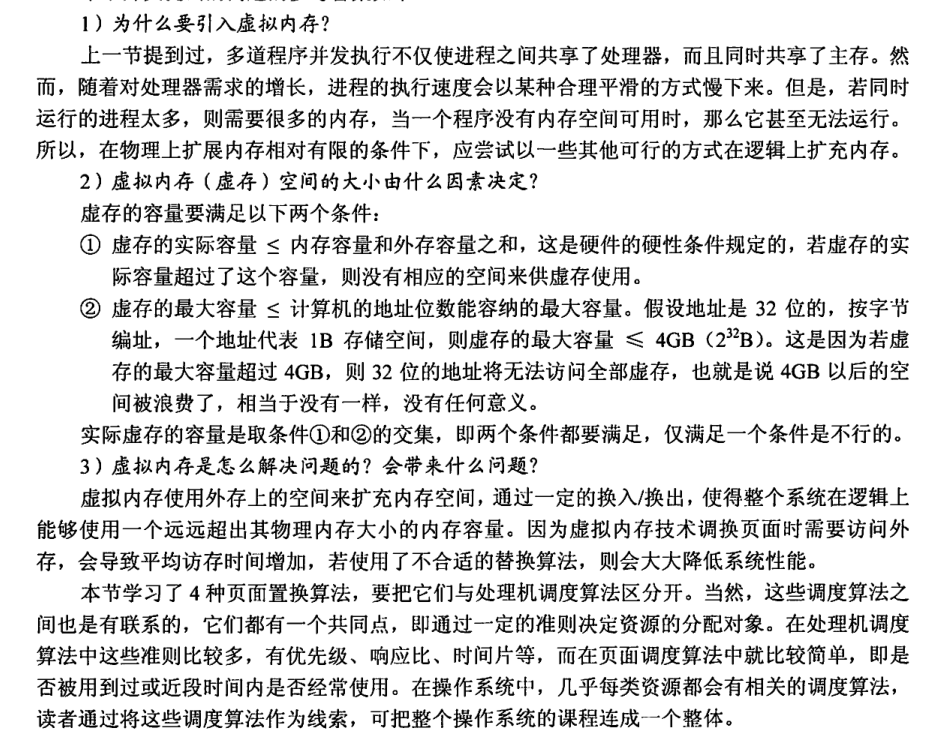 1）为什么要引入虚拟内存？
上一节提到过，多道程序并发执行不仅使进程之间共享了处理器，而且同时共享了主存。然
而，随着对处理器需求的增长，进程的执行速度会以某种合理平滑的方式慢下来。但是，若同时
运行的进程太多，则需要很多的内存，当一个程序没有内存空间可用时，那么它甚至无法运行。
所以，在物理上扩展内存相对有限的条件下，应尝试以一些其他可行的方式在逻辑上扩充内存。
2）虚拟内存（虚存）空间的大小由什么因素决定？
虚存的容量要满足以下两个条件：
① 虚存的实际容量 ≤ 内存容量和外存容量之和，这是硬件的硬性条件规定的，若虚存的实
际容量超过了这个容量，则没有相应的空间来供虚存使用。
② 虚存的最大容量 ≤ 计算机的地址位数能容纳的最大容量。假设地址是 32 位的，按字节
编址，一个地址代表 1B 存储空间，则虚存的最大容量 ≤ 4GB（2³²B）。这是因为若虚
存的最大容量超过 4GB，则 32 位的地址将无法访问全部虚存，也就是说 4GB 以后的空
间被浪费了，相当于没有一样，没有任何意义。
实际虚存的容量是取条件①和②的交集，即两个条件都要满足，仅满足一个条件是不行的。
3）虚拟内存是怎么解决问题的？会带来什么问题？
虚拟内存使用外存上的空间来扩充内存空间，通过一定的换入/换出，使得整个系统在逻辑上
能够使用一个远远超出其物理内存大小的内存容量。因为虚拟内存技术调换页面时需要访问外
存，会导致平均访存时间增加，若使用了不合适的替换算法，则会大大降低系统性能。
本节学习了 4 种页面置换算法，要把它们与处理机调度算法区分开。当然，这些调度算法之
间也是有联系的，它们都有一个共同点，即通过一定的准则决定资源的分配对象。在处理机调度
算法中这些准则比较多，有优先级、响应比、时间片等，而在页面调度算法中就比较简单，即是
否被用到过或近段时间内是否经常使用。在操作系统中，几乎每类资源都会有相关的调度算法，
读者通过将这些调度算法作为线索，可把整个操作系统的课程连成一个整体。